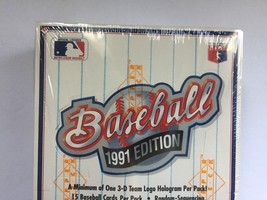 Baseball
1991 EDITION
A Minimum of One 3-D Team Logo Hologram Per Pack!
15 Baseball Cards Per Pack • Random-Sequencing